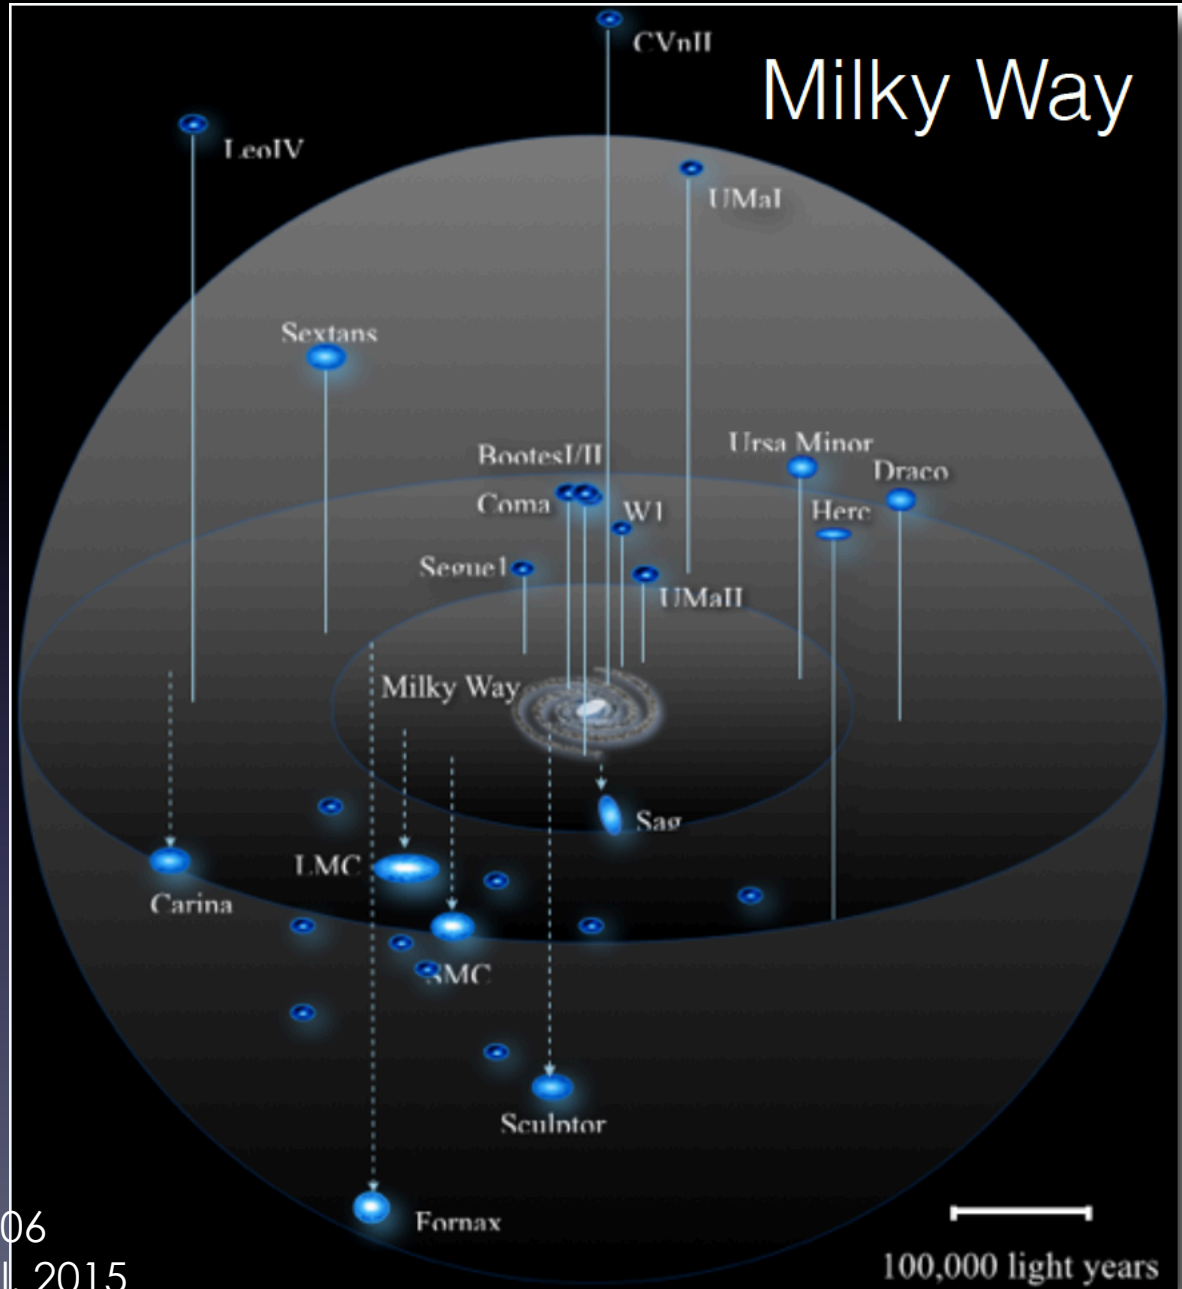 CVnII
Milky Way
LeoIV
UMaI
Sextans
BootesI/II
Ursa Minor
Draco
Coma
W1
Herc
Segue1
UMaII
Milky Way
Sag
LMC
Carina
SMC
Sculptor
Fornax
06
l. 2015
100,000 light years